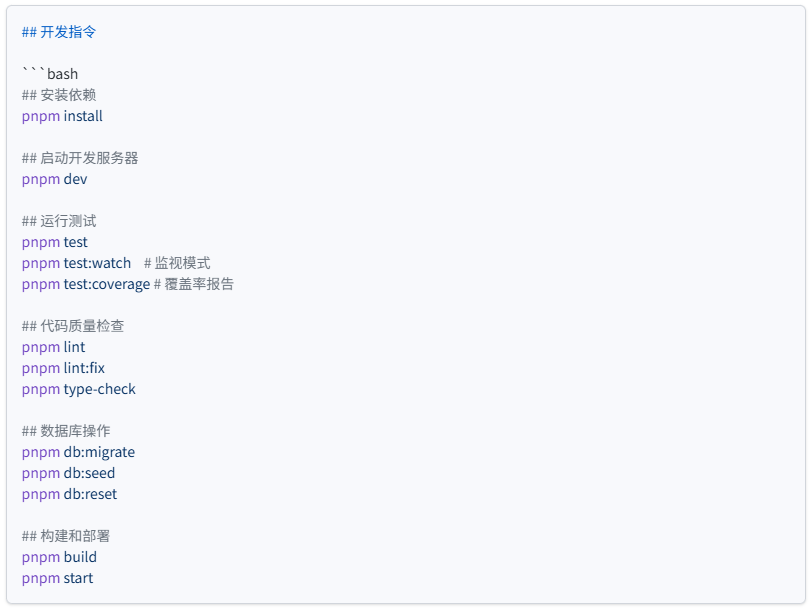 ## 开发指令
```bash
## 安装依赖
pnpm install
## 启动开发服务器
pnpm dev
## 运行测试
pnpm test
pnpm test:watch    # 监视模式
pnpm test:coverage # 覆盖率报告
## 代码质量检查
pnpm lint
pnpm lint:fix
pnpm type-check
## 数据库操作
pnpm db:migrate
pnpm db:seed
pnpm db:reset
## 构建和部署
pnpm build
pnpm start